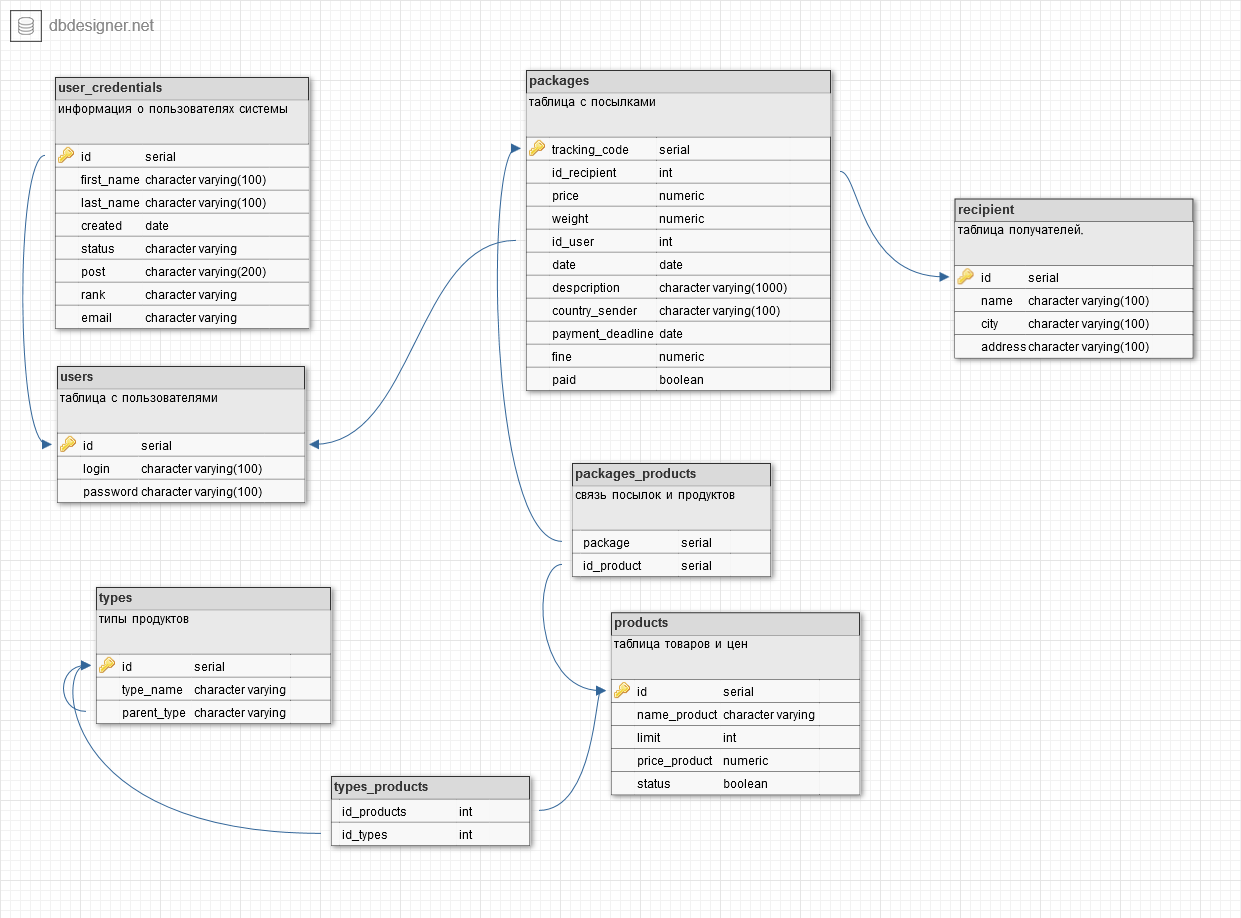 dbdesigner.net
user_credentials
информация о пользователях системы
id serial
first_name character varying(100)
last_name character varying(100)
created date
status character varying
post character varying(200)
rank character varying
email character varying
users
таблица с пользователями
id serial
login character varying(100)
password character varying(100)
packages
таблица с посылками
tracking_code serial
id_recipient int
price numeric
weight numeric
id_user int
date date
despcription character varying(1000)
country_sender character varying(100)
payment_deadline date
fine numeric
paid boolean
recipient
таблица получателей.
id serial
name character varying(100)
city character varying(100)
address character varying(100)
packages_products
связь посылок и продуктов
package serial
id_product serial
types
типы продуктов
id serial
type_name character varying
parent_type character varying
products
таблица товаров и цен
id serial
name_product character varying
limit int
price_product numeric
status boolean
types_products
id_products int
id_types int